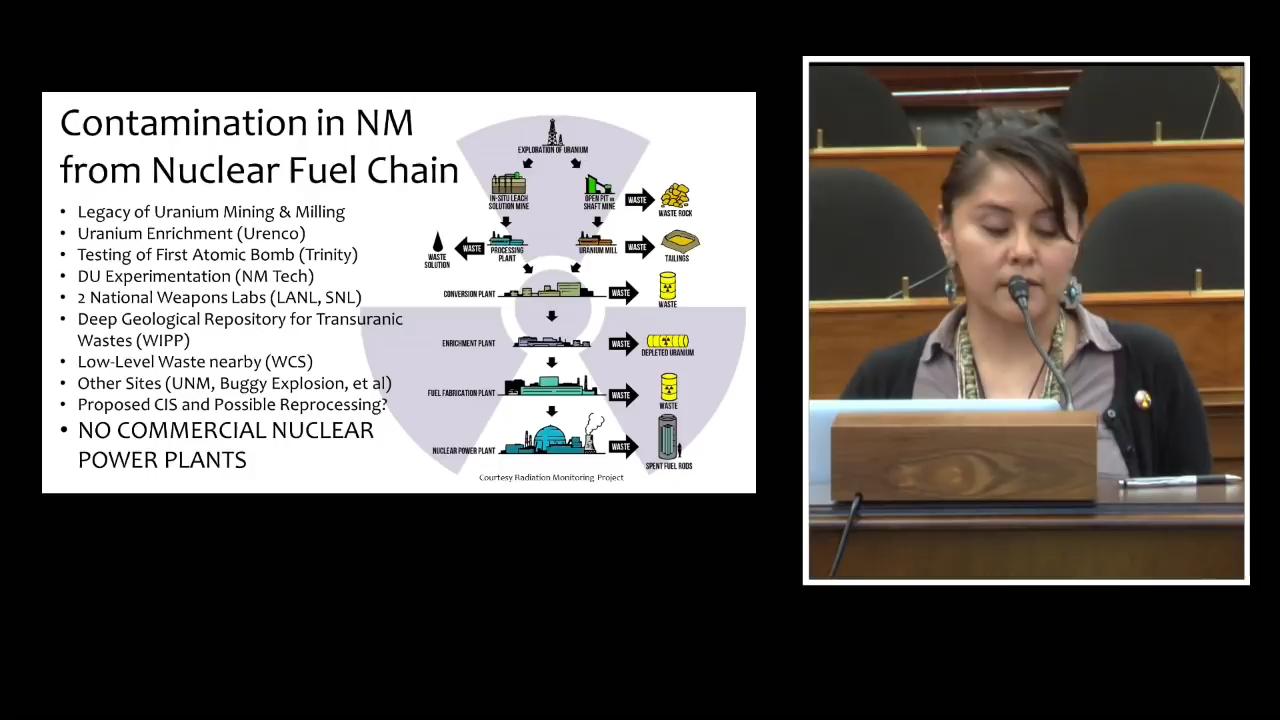 Contamination in NM
from Nuclear Fuel Chain
• Legacy of Uranium Mining & Milling
• Uranium Enrichment (Urenco)
• Testing of First Atomic Bomb (Trinity)
• DU Experimentation (NM Tech)
• 2 National Weapons Labs (LANL, SNL)
• Deep Geological Repository for Transuranic
Wastes (WIPP)
• Low-Level Waste nearby (WCS)
• Other Sites (UNM, Buggy Explosion, et al)
• Proposed CIS and Possible Reprocessing?
• NO COMMERCIAL NUCLEAR
POWER PLANTS
EXPLORATION OF URANIUM
IN-SITU LEACH
SOLUTION MINE
OPEN PIT OR
SHAFT MINE
WASTE
WASTE ROCK
WASTE
SOLUTION
WASTE
PROCESSING
PLANT
URANIUM MILL
WASTE
TAILINGS
CONVERSION PLANT
WASTE
WASTE
ENRICHMENT PLANT
WASTE
DEPLETED URANIUM
FUEL FABRICATION PLANT
WASTE
WASTE
NUCLEAR POWER PLANT
WASTE
SPENT FUEL RODS
Courtesy Radiation Monitoring Project